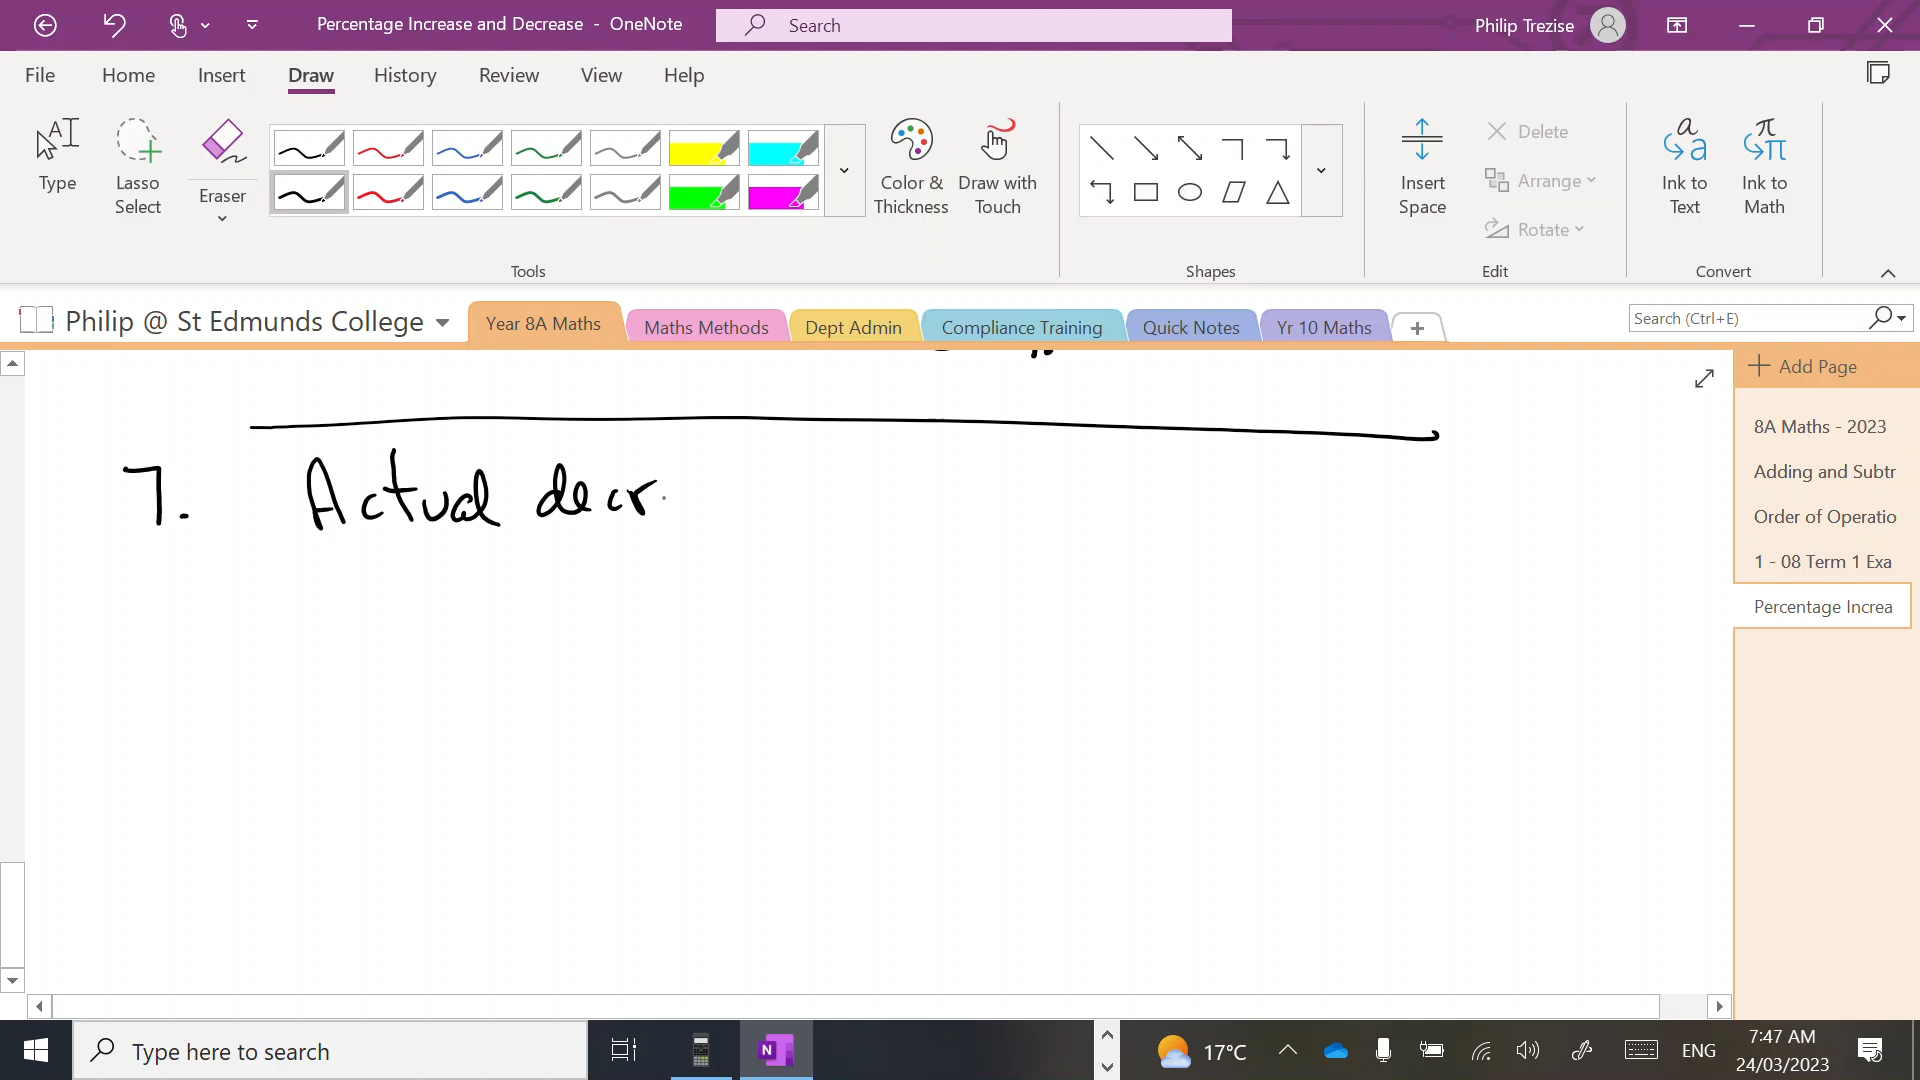 Percentage Increase and Decrease - OneNote
Search
Philip Trezise
File Home Insert Draw History Review View Help
Type
Lasso Select
Eraser
Color & Thickness
Draw with Touch
Insert Space
Delete
Arrange
Rotate
Ink to Text
Ink to Math
Tools Shapes Edit Convert
Philip @ St Edmunds College
Year 8A Maths Maths Methods Dept Admin Compliance Training Quick Notes Yr 10 Maths
Search (Ctrl+E)
Add Page
8A Maths - 2023
Adding and Subtr
Order of Operatio
1 - 08 Term 1 Exa
Percentage Increa
7. Actual decr
Type here to search
17°C
ENG
7:47 AM
24/03/2023